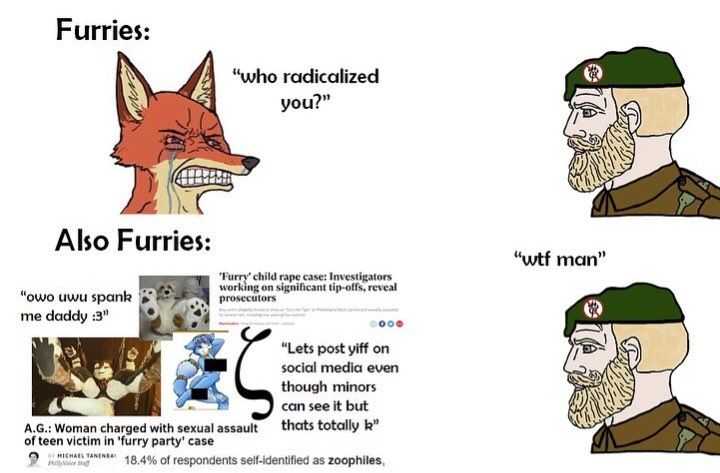 Furries:
“who radicalized
you?”
Also Furries:
“wtf man”
“owo uwu spank
me daddy :3”
'Furry' child rape case: Investigators
working on significant tip-offs, reveal
prosecutors
ζ
“Lets post yiff on
social media even
though minors
can see it but
thats totally k”
A.G.: Woman charged with sexual assault
of teen victim in 'furry party' case
BY MICHAEL TANENBAU
PhillyVoice Staff
18.4% of respondents self-identified as zoophiles,